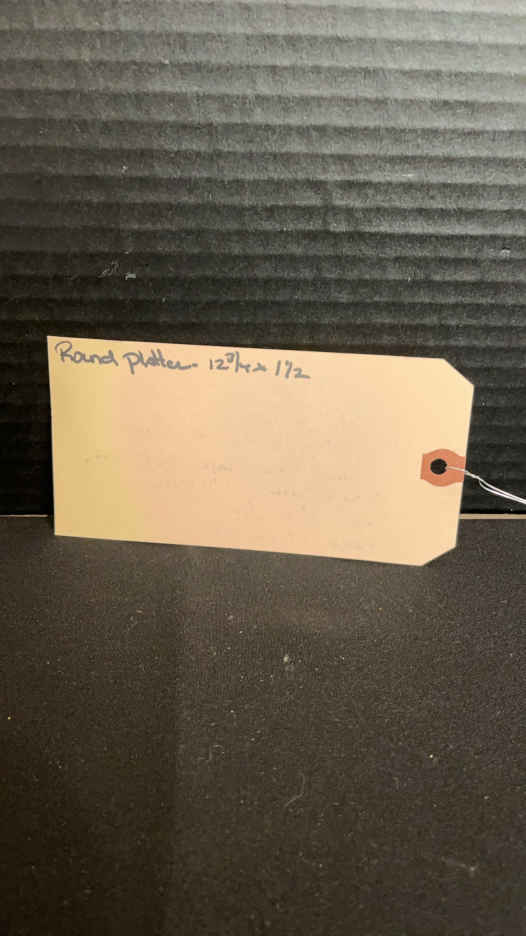 Round platter - 12 3/4 x 1 1/2